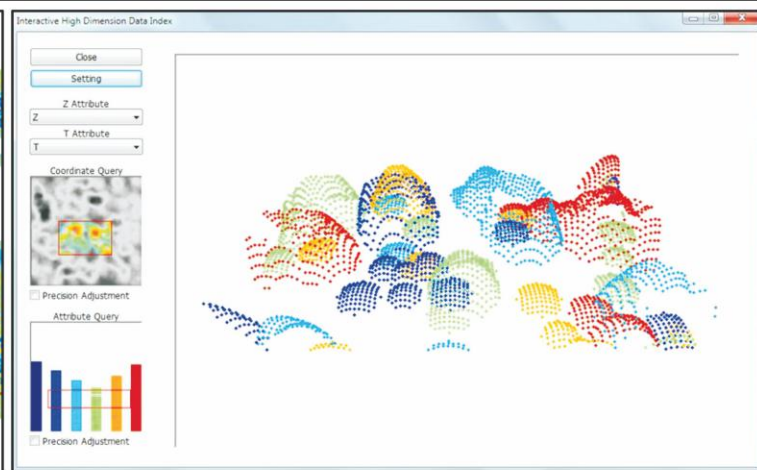 Interactive High Dimension Data Index
Close
Setting
Z Attribute
Z
T Attribute
T
Coordinate Query
Precision Adjustment
Attribute Query
Precision Adjustment